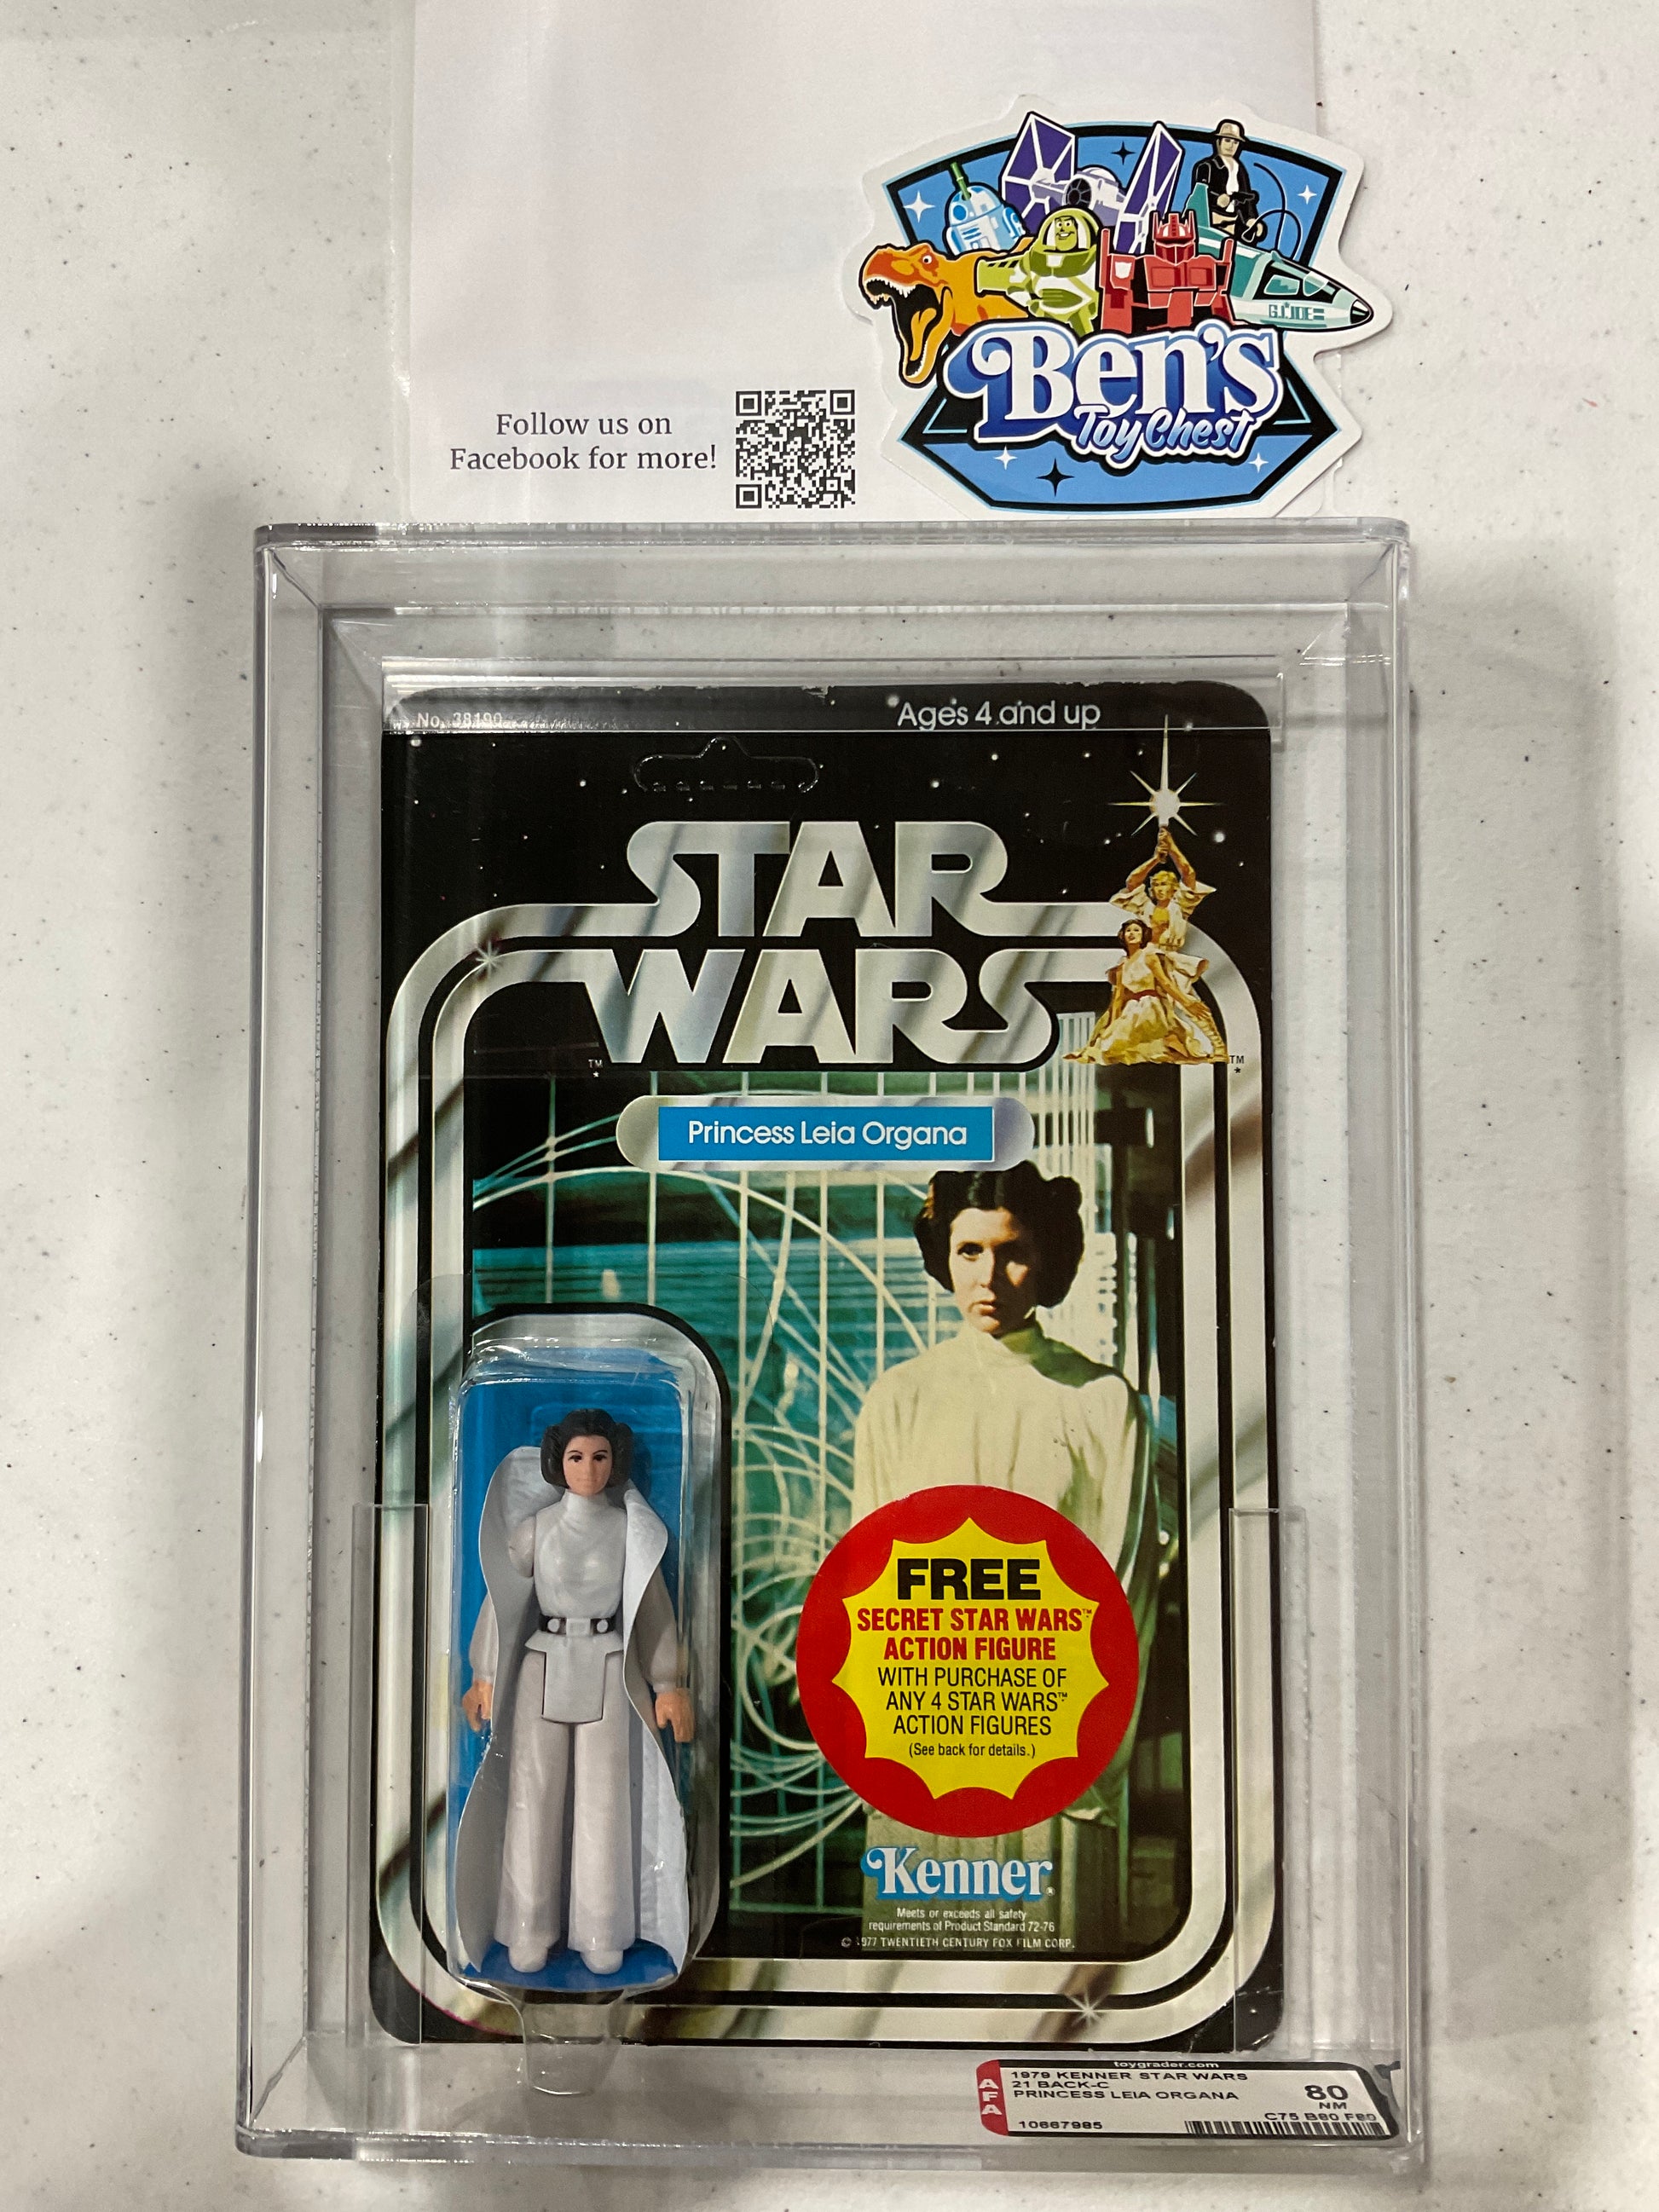 G.I. JOE
Ben's
Toy Chest
Follow us on
Facebook for more!
No. 38190
Ages 4 and up
STAR
WARS
TM
*
TM
*
Princess Leia Organa
FREE
SECRET STAR WARS™
ACTION FIGURE
WITH PURCHASE OF
ANY 4 STAR WARS™
ACTION FIGURES
(See back for details.)
Kenner®
Meets or exceeds all safety
requirements of Product Standard 72-76
© 1977 TWENTIETH CENTURY FOX FILM CORP.
toygrader.com
AFA
1979 KENNER STAR WARS
21 BACK-C
PRINCESS LEIA ORGANA
80
NM
C75 B80 F80
10667985